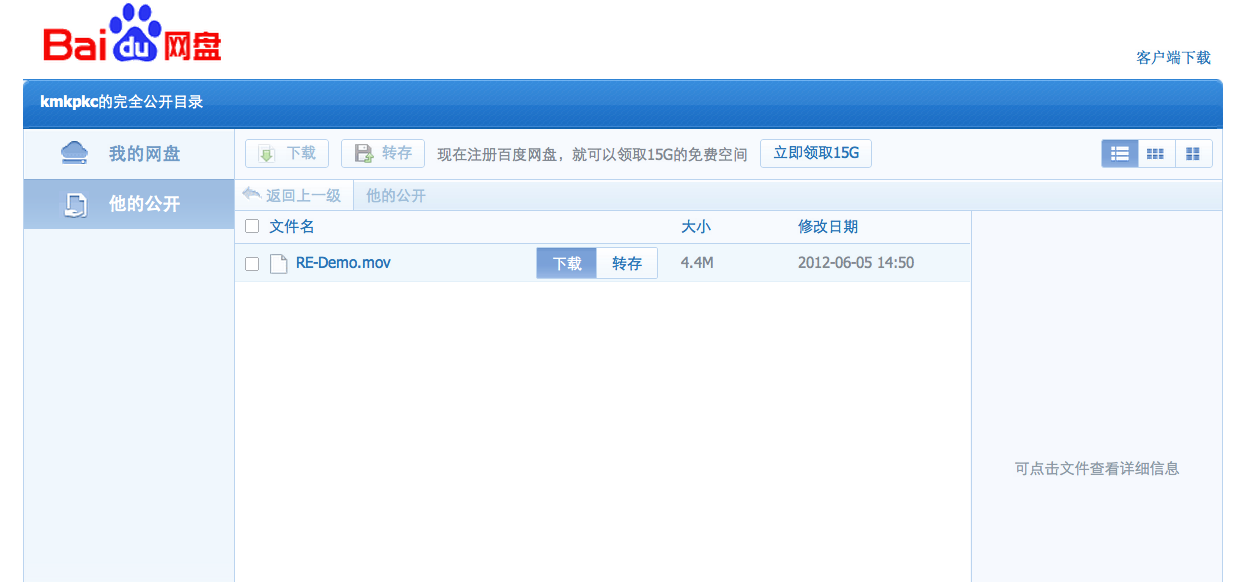 Bai du 网盘
客户端下载
kmkpkc的完全公开目录
我的网盘
下载 转存 现在注册百度网盘，就可以领取15G的免费空间 立即领取15G
他的公开
返回上一级 他的公开
文件名 大小 修改日期
RE-Demo.mov 下载 转存 4.4M 2012-06-05 14:50
可点击文件查看详细信息